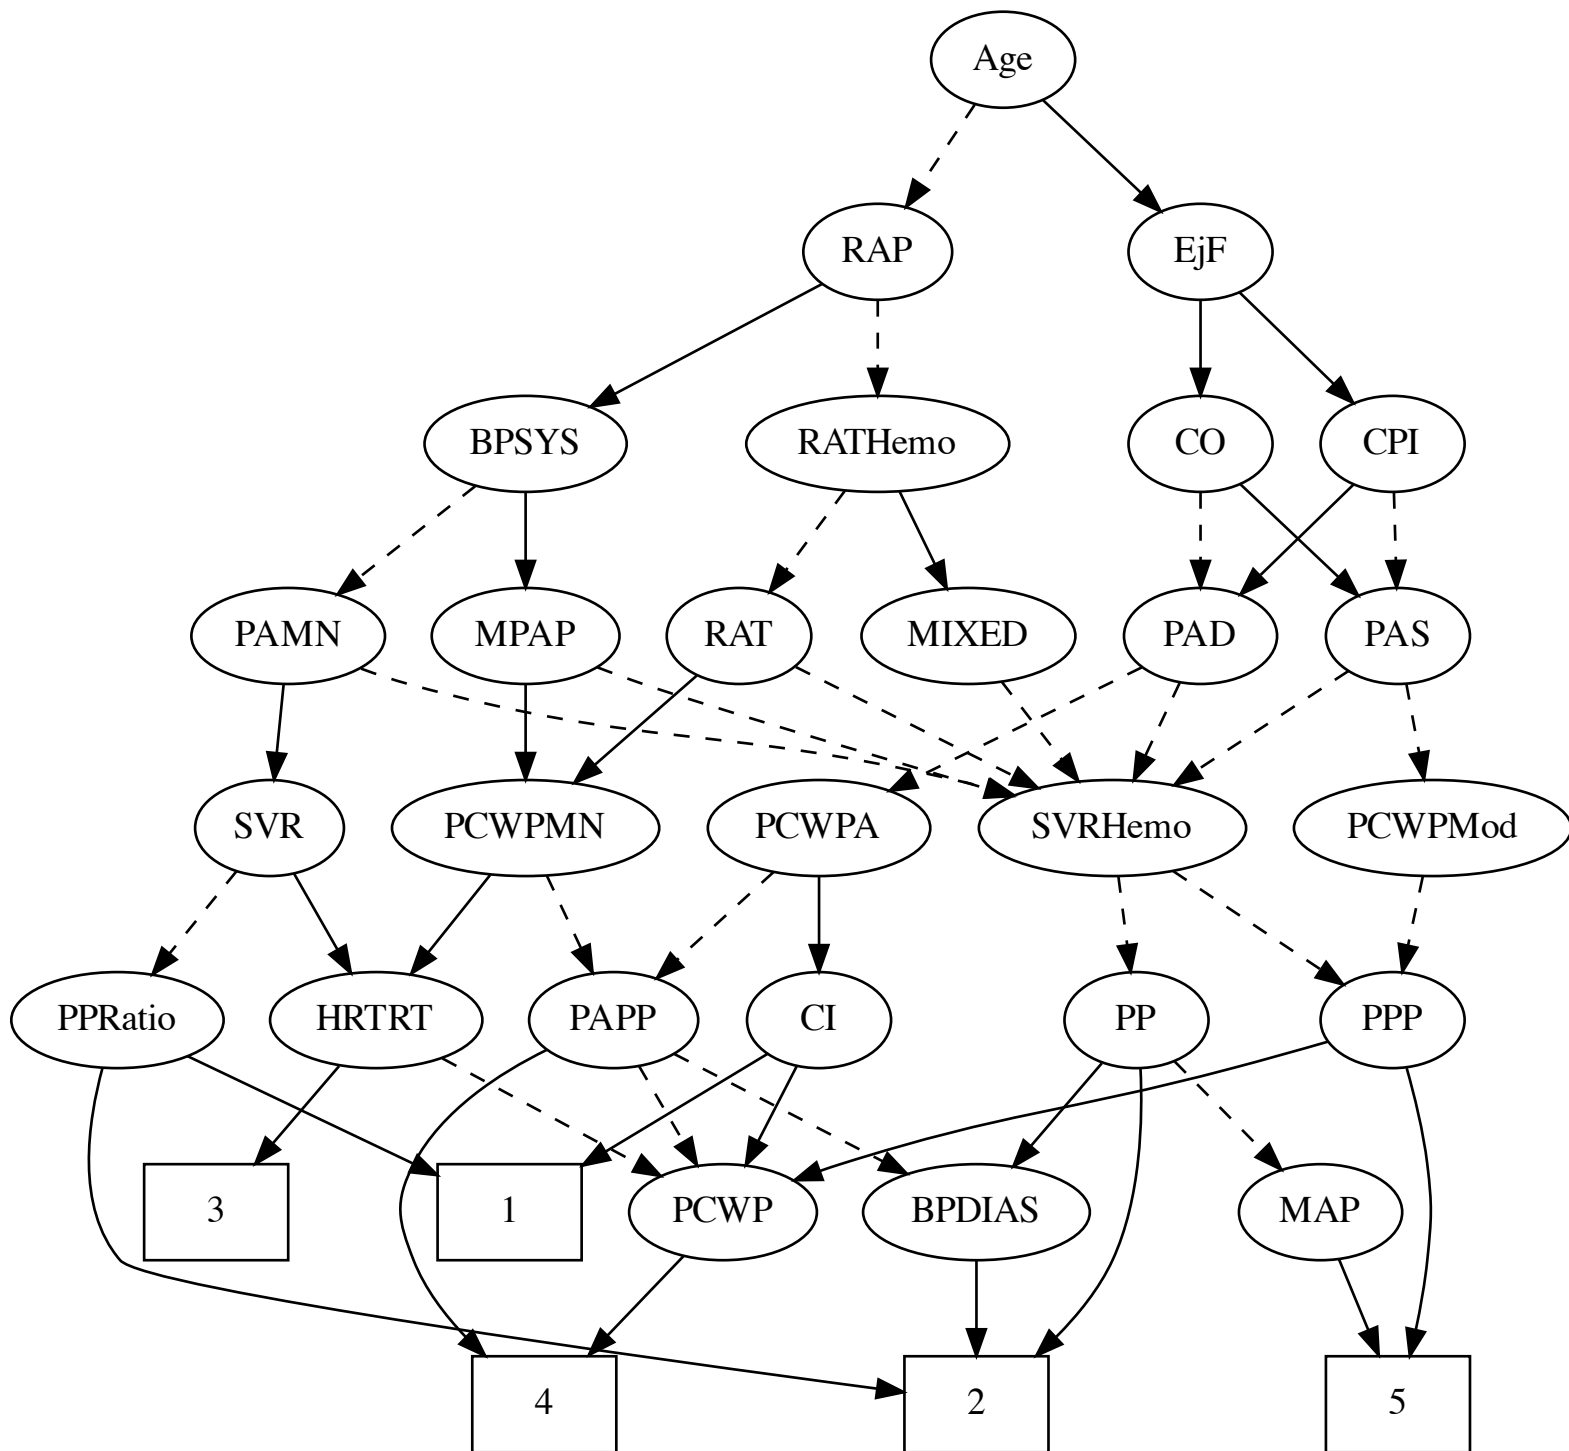 Age
RAP
EjF
BPSYS
RATHemo
CO
CPI
PAMN
MPAP
RAT
MIXED
PAD
PAS
SVR
PCWPMN
PCWPA
SVRHemo
PCWPMod
PPRatio
HRTRT
PAPP
CI
PP
PPP
3
1
PCWP
BPDIAS
MAP
4
2
5